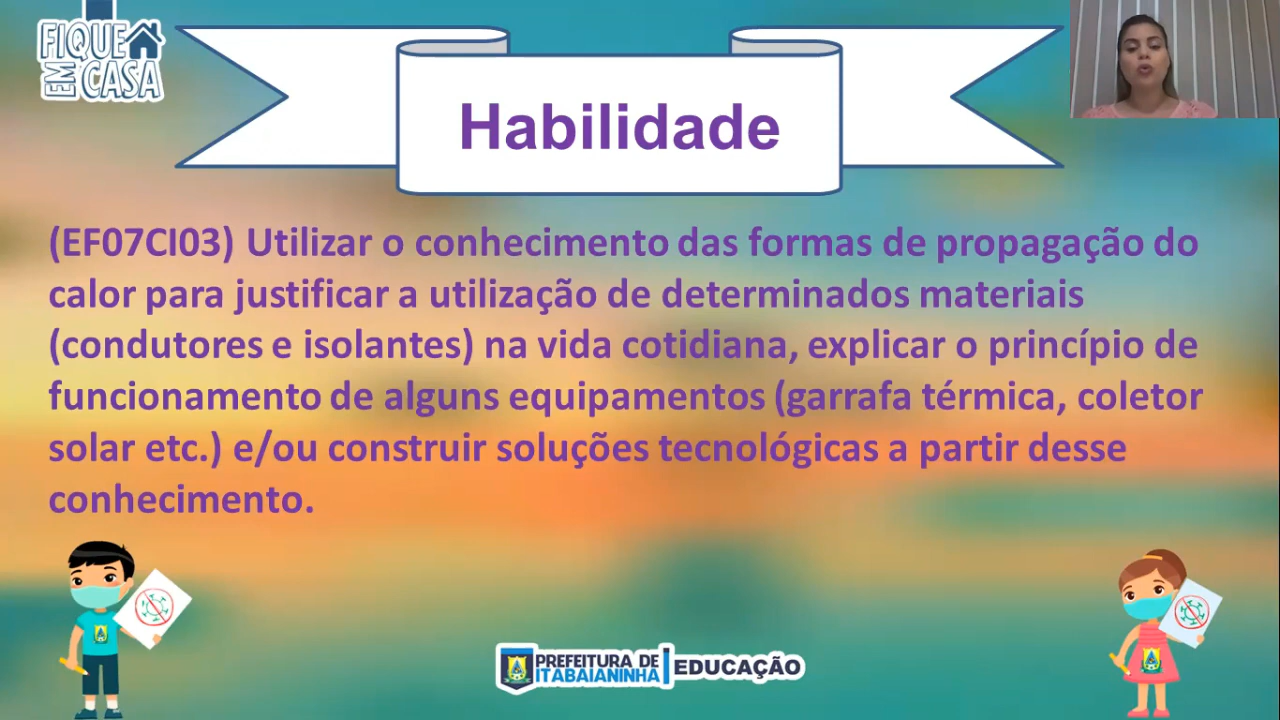 FIQUE
EM CASA
Habilidade
(EF07CI03) Utilizar o conhecimento das formas de propagação do
calor para justificar a utilização de determinados materiais
(condutores e isolantes) na vida cotidiana, explicar o princípio de
funcionamento de alguns equipamentos (garrafa térmica, coletor
solar etc.) e/ou construir soluções tecnológicas a partir desse
conhecimento.
PREFEITURA DE
ITABAIANINHA
EDUCAÇÃO